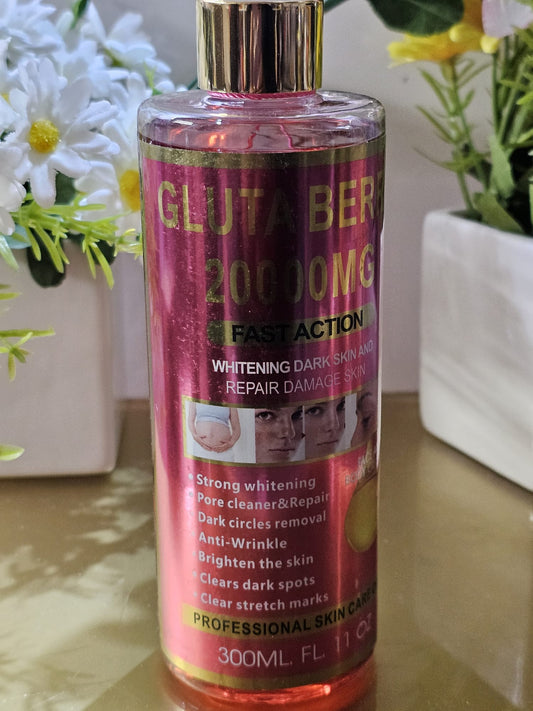 GLUTA BER
20000MG
FAST ACTION
WHITENING DARK SKIN AND
REPAIR DAMAGE SKIN
• Strong whitening
• Pore cleaner&Repair
Dark circles removal
Anti-Wrinkle
Brighten the skin
• Clears dark spots
• Clear stretch marks
PROFESSIONAL SKIN CARE
300ML. FL. 11 OZ